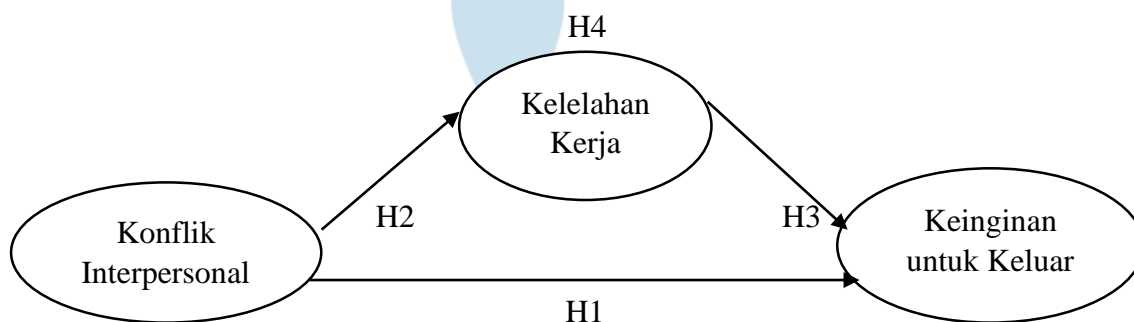 H4
Kelelahan
Kerja
H2
H3
Konflik
Interpersonal
Keinginan
untuk Keluar
H1